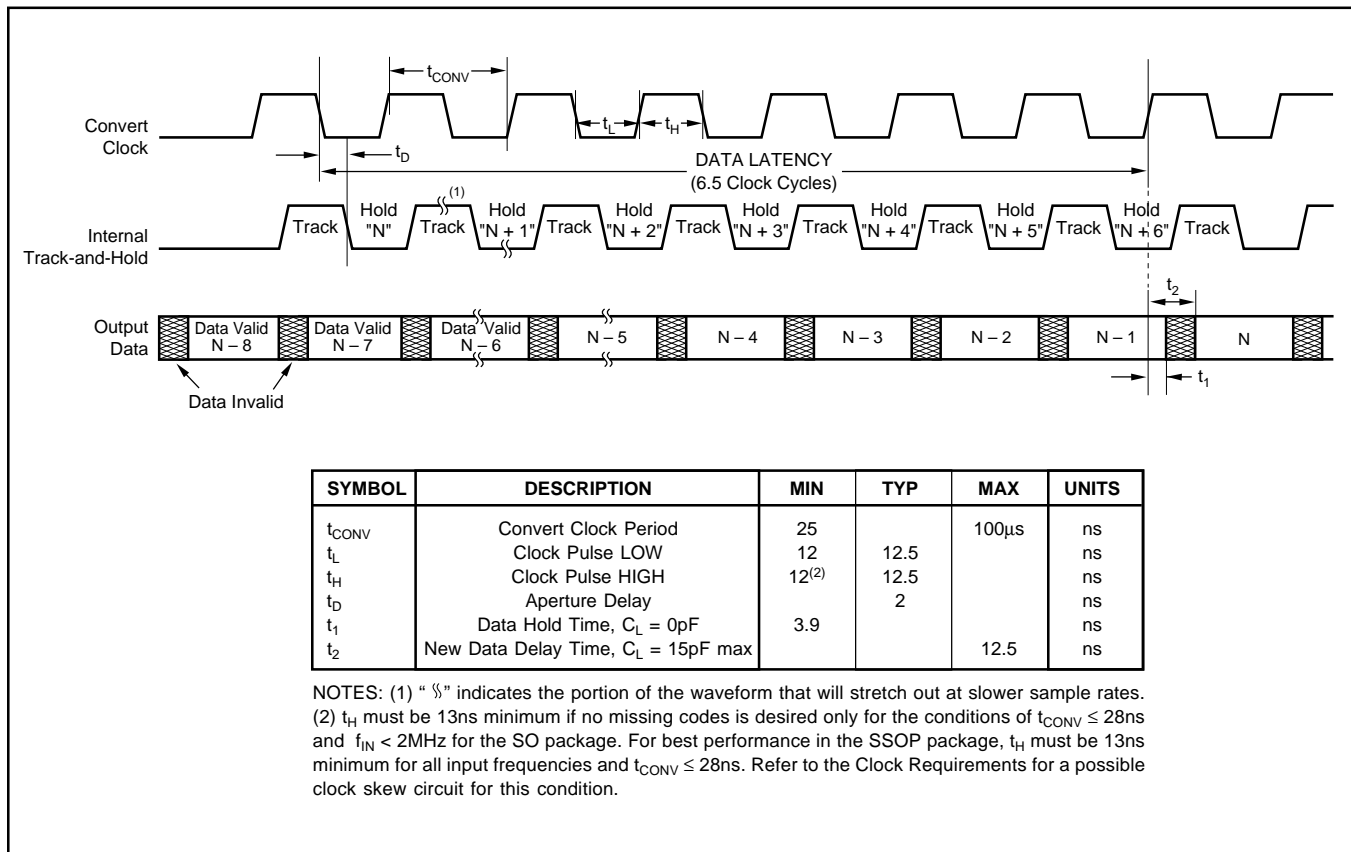 t_CONV
Convert
Clock
t_L
t_H
t_D
DATA LATENCY
(6.5 Clock Cycles)
(1)
Internal
Track-and-Hold
Track
Hold
"N"
Track
Hold
"N + 1"
Track
Hold
"N + 2"
Track
Hold
"N + 3"
Track
Hold
"N + 4"
Track
Hold
"N + 5"
Track
Hold
"N + 6"
Track
t_2
Output
Data
Data Valid
N – 8
Data Valid
N – 7
Data Valid
N – 6
N – 5
N – 4
N – 3
N – 2
N – 1
N
Data Invalid
t_1
SYMBOL DESCRIPTION MIN TYP MAX UNITS
t_CONV Convert Clock Period 25 100µs ns
t_L Clock Pulse LOW 12 12.5 ns
t_H Clock Pulse HIGH 12(2) 12.5 ns
t_D Aperture Delay 2 ns
t_1 Data Hold Time, C_L = 0pF 3.9 ns
t_2 New Data Delay Time, C_L = 15pF max 12.5 ns
NOTES: (1) " ∬" indicates the portion of the waveform that will stretch out at slower sample rates.
(2) t_H must be 13ns minimum if no missing codes is desired only for the conditions of t_CONV ≤ 28ns
and f_IN < 2MHz for the SO package. For best performance in the SSOP package, t_H must be 13ns
minimum for all input frequencies and t_CONV ≤ 28ns. Refer to the Clock Requirements for a possible
clock skew circuit for this condition.